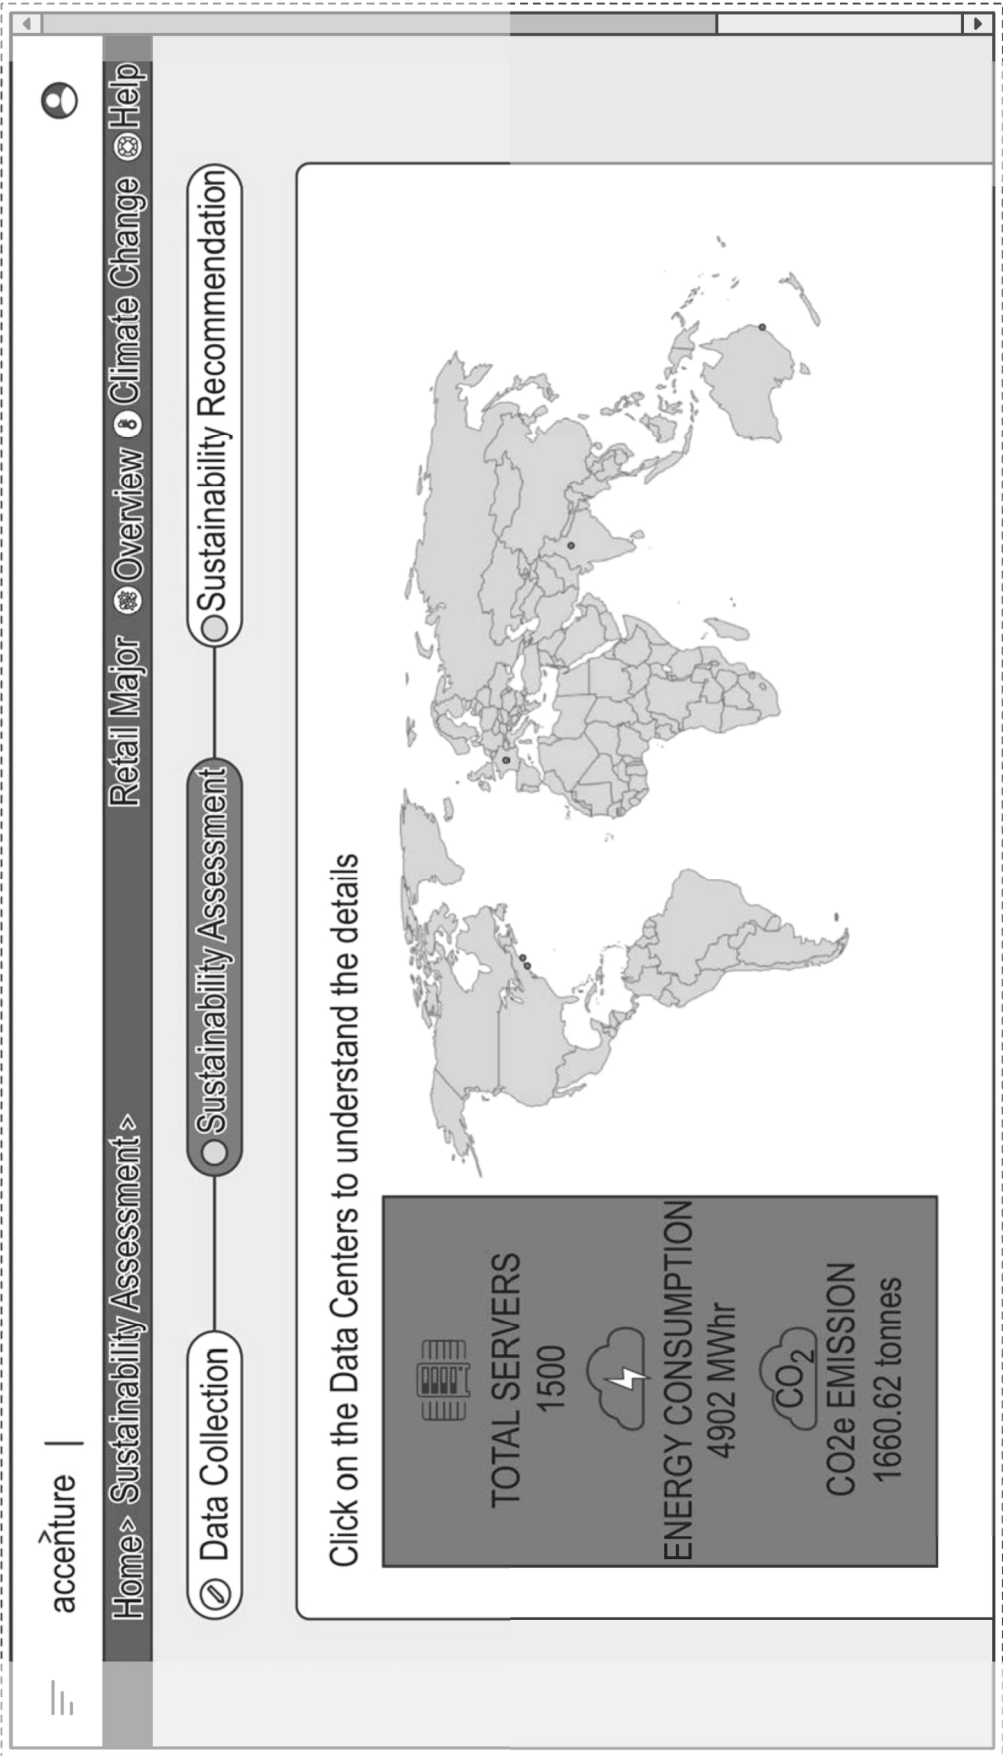 accenture
Home> Sustainability Assessment> Retail Major Overview Climate Change Help
Data Collection Sustainability Assessment Sustainability Recommendation
Click on the Data Centers to understand the details
TOTAL SERVERS
1500
ENERGY CONSUMPTION
4902 MWhr
CO2
CO2e EMISSION
1660.62 tonnes